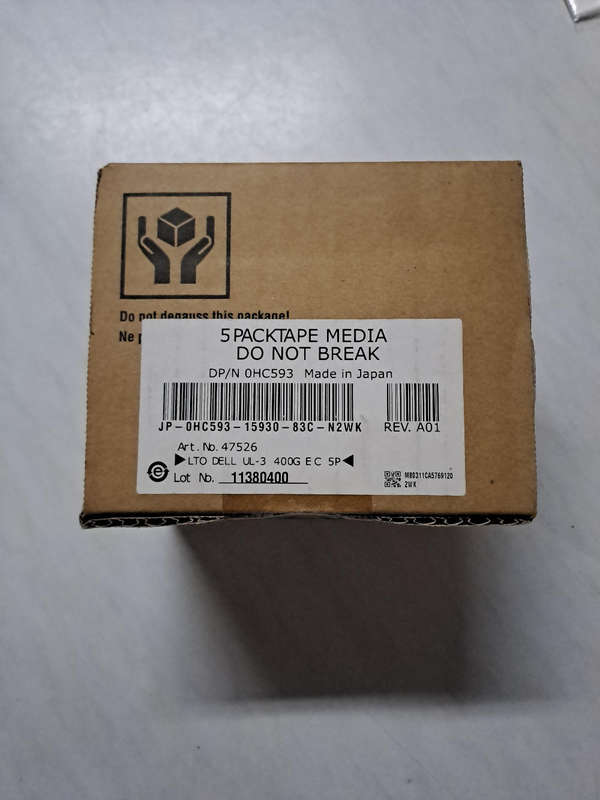 Do not degauss this package!
Ne p
5PACKTAPE MEDIA
DO NOT BREAK
DP/N 0HC593 Made in Japan
JP-0HC593-15930-83C-N2WK REV. A01
Art. No. 47526
▶LTO DELL UL-3 400G E C 5P◀
Lot No. 11380400
M80311CA5769120
2WK